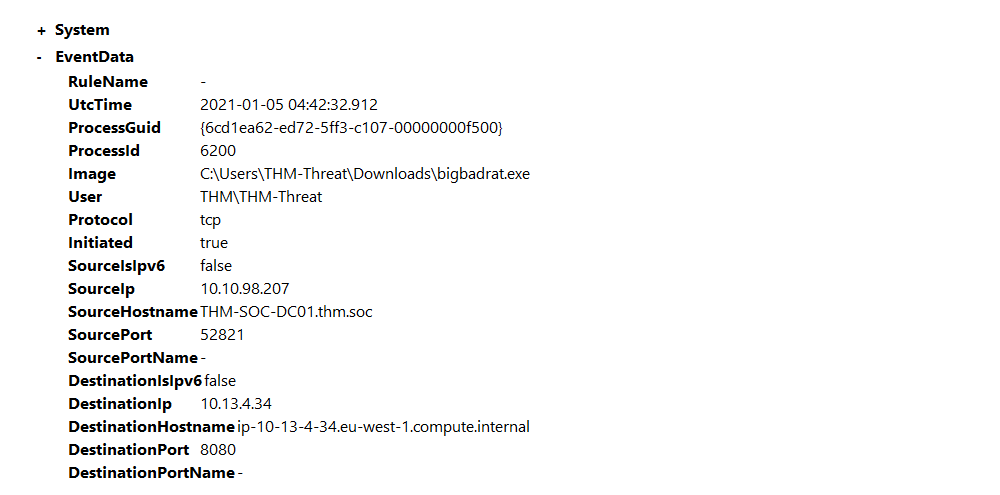 + System
- EventData
RuleName -
UtcTime 2021-01-05 04:42:32.912
ProcessGuid {6cd1ea62-ed72-5ff3-c107-00000000f500}
ProcessId 6200
Image C:\Users\THM-Threat\Downloads\bigbadrat.exe
User THM\THM-Threat
Protocol tcp
Initiated true
SourceIsIpv6 false
SourceIp 10.10.98.207
SourceHostname THM-SOC-DC01.thm.soc
SourcePort 52821
SourcePortName -
DestinationIsIpv6 false
DestinationIp 10.13.4.34
DestinationHostname ip-10-13-4-34.eu-west-1.compute.internal
DestinationPort 8080
DestinationPortName -